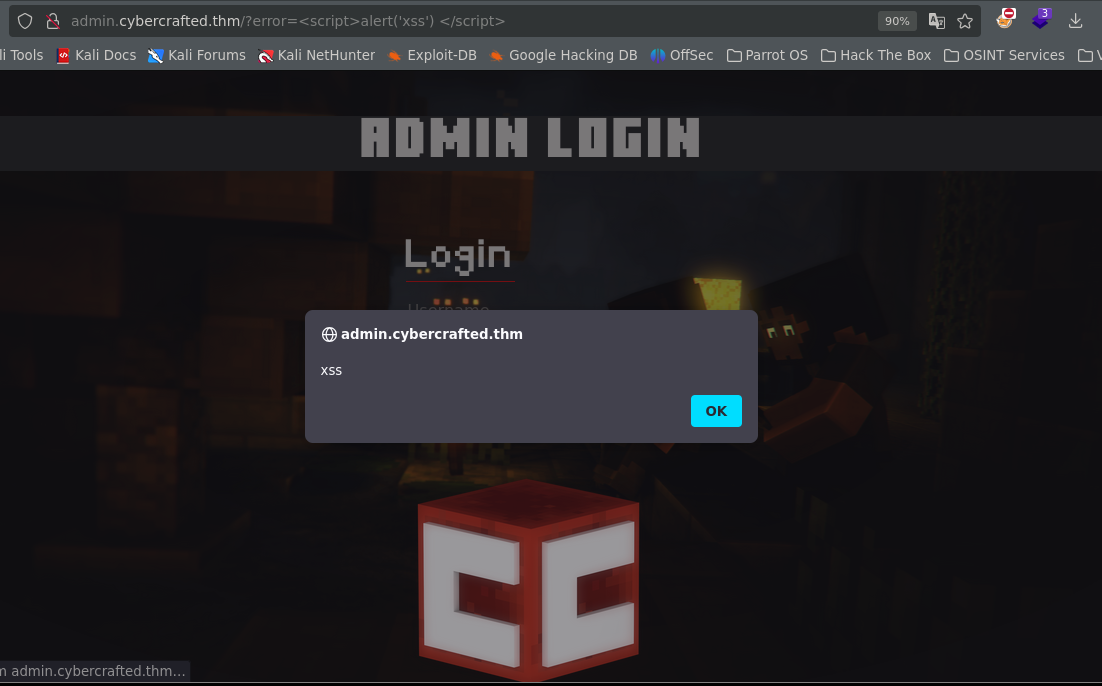 admin.cybercrafted.thm/?error=<script>alert('xss') </script>
90%
3
li Tools Kali Docs Kali Forums Kali NetHunter Exploit-DB Google Hacking DB OffSec Parrot OS Hack The Box OSINT Services
ADMIN LOGIN
Login
Username
admin.cybercrafted.thm
xss
OK
CC
m admin.cybercrafted.thm...